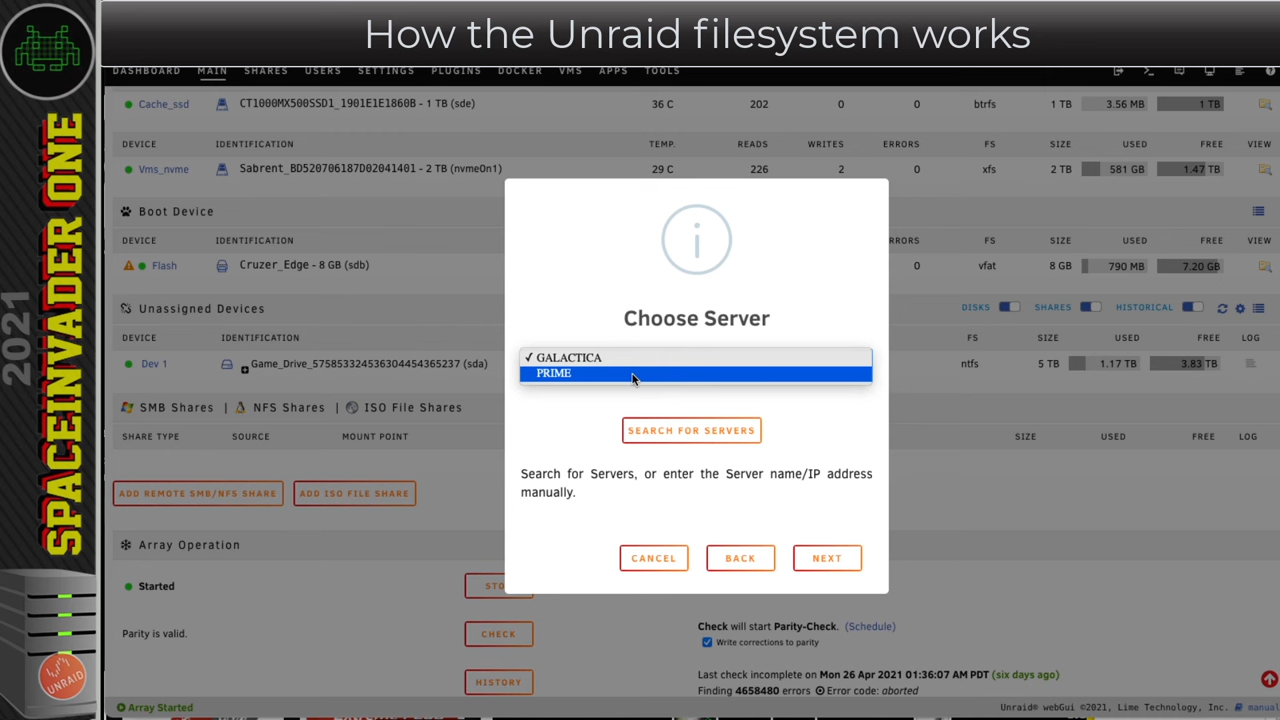 How the Unraid filesystem works
DASHBOARD MAIN SHARES USERS SETTINGS PLUGINS DOCKER VMS APPS TOOLS
Cache_ssd CT1000MX500SSD1_1901E1E1860B - 1 TB (sde) 36 C 202 0 0 btrfs 1 TB 3.56 MB 1 TB
DEVICE IDENTIFICATION TEMP. READS WRITES ERRORS FS SIZE USED FREE VIEW
Vms_nvme Sabrent_BD520706187D02041401 - 2 TB (nvme0n1) 29 C 226 2 0 xfs 2 TB 581 GB 1.47 TB
Boot Device
DEVICE IDENTIFICATION RRORS FS SIZE USED FREE VIEW
Flash Cruzer_Edge - 8 GB (sdb) 0 vfat 8 GB 790 MB 7.20 GB
Unassigned Devices DISKS SHARES HISTORICAL
DEVICE IDENTIFICATION FS SIZE USED FREE LOG
Dev 1 Game_Drive_5758533245363044543652​37 (sda) ntfs 5 TB 1.17 TB 3.83 TB
SMB Shares | NFS Shares | ISO File Shares
SHARE TYPE SOURCE MOUNT POINT SIZE USED FREE LOG
ADD REMOTE SMB/NFS SHARE ADD ISO FILE SHARE
Array Operation
Started STO
Parity is valid. CHECK
Check will start Parity-Check. (Schedule)
Write corrections to parity
HISTORY
Last check incomplete on Mon 26 Apr 2021 01:36:07 AM PDT (six days ago)
Finding 4658480 errors Error code: aborted
Array Started Unraid® webGui ©2021, Lime Technology, Inc. manual
i
Choose Server
✓ GALACTICA
PRIME
SEARCH FOR SERVERS
Search for Servers, or enter the Server name/IP address
manually.
CANCEL BACK NEXT
2021
SPACEINVADER ONE
UNRAID